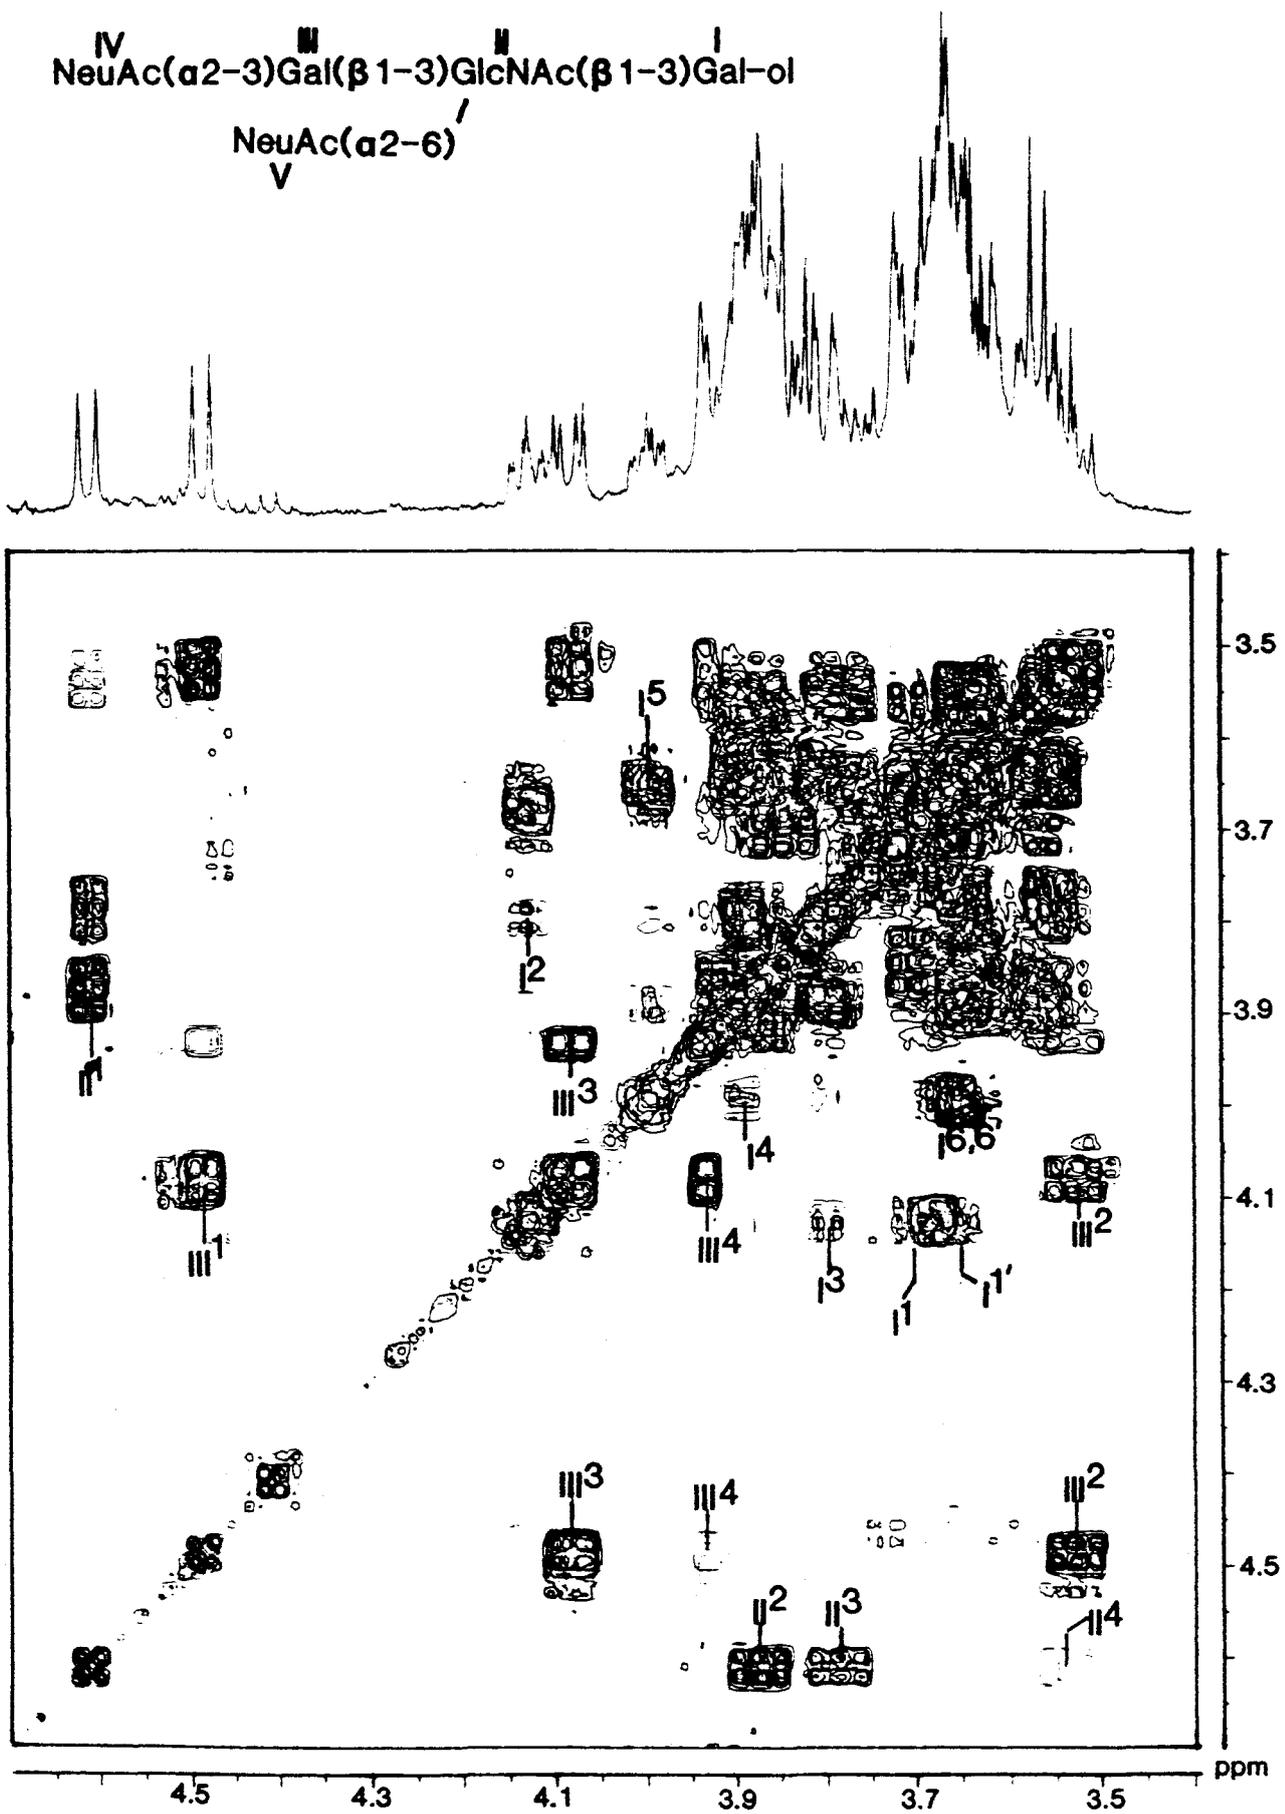 IV III II I
NeuAc(α2-3)Gal(β1-3)GlcNAc(β1-3)Gal-ol
/
NeuAc(α2-6)
V
3.5
I5
3.7
I2
3.9
II1
III3
I4
I6,6'
4.1
III1
III4
III2
I3
I1
I1'
4.3
III3
III4
III2
4.5
II2
II3
II4
ppm
4.5 4.3 4.1 3.9 3.7 3.5